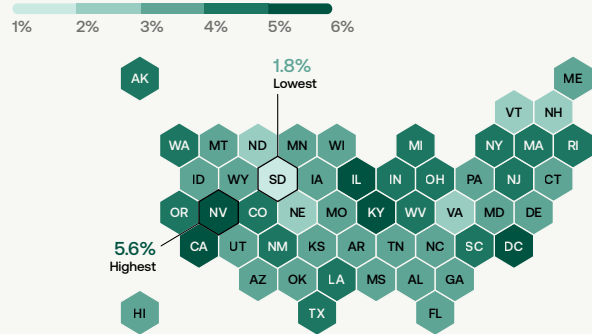 1% 2% 3% 4% 5% 6%
1.8%
Lowest
AK ME
VT NH
WA MT ND MN WI MI NY MA RI
ID WY SD IA IL IN OH PA NJ CT
OR NV CO NE MO KY WV VA MD DE
5.6%
Highest
CA UT NM KS AR TN NC SC DC
AZ OK LA MS AL GA
HI TX FL